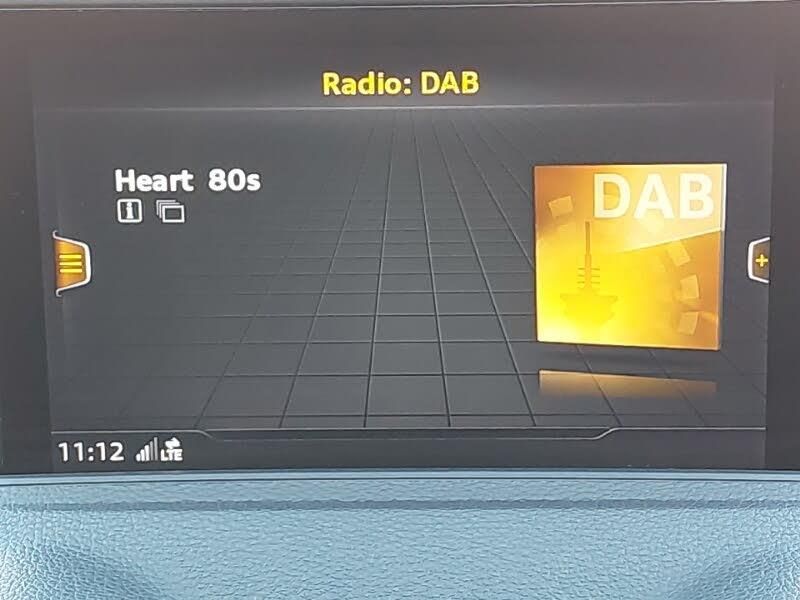 Radio: DAB
Heart 80s
DAB
11:12 LTE